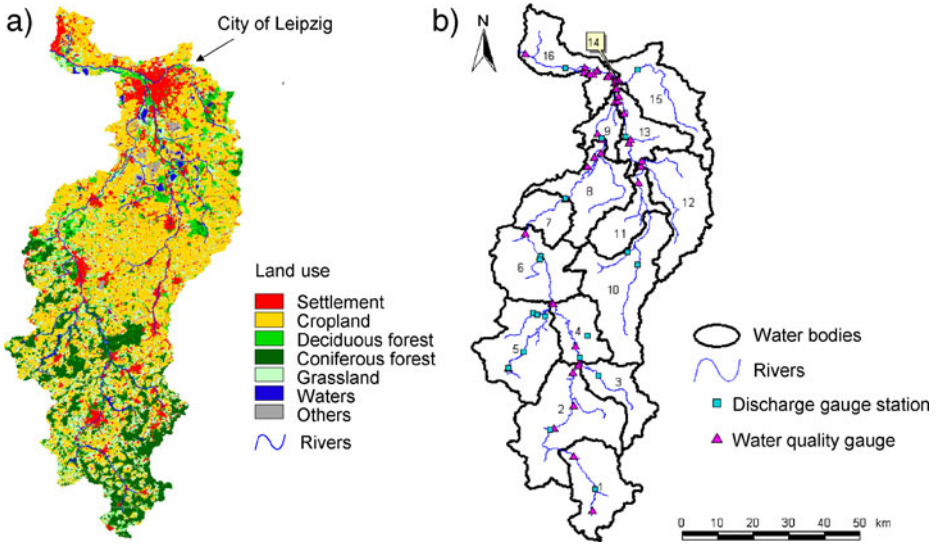 a)
City of Leipzig
Land use
Settlement
Cropland
Deciduous forest
Coniferous forest
Grassland
Waters
Others
Rivers
b)
N
14
16
15
9
13
8
12
7
11
6
10
4
5
3
2
1
Water bodies
Rivers
Discharge gauge station
Water quality gauge
0 10 20 30 40 50 km